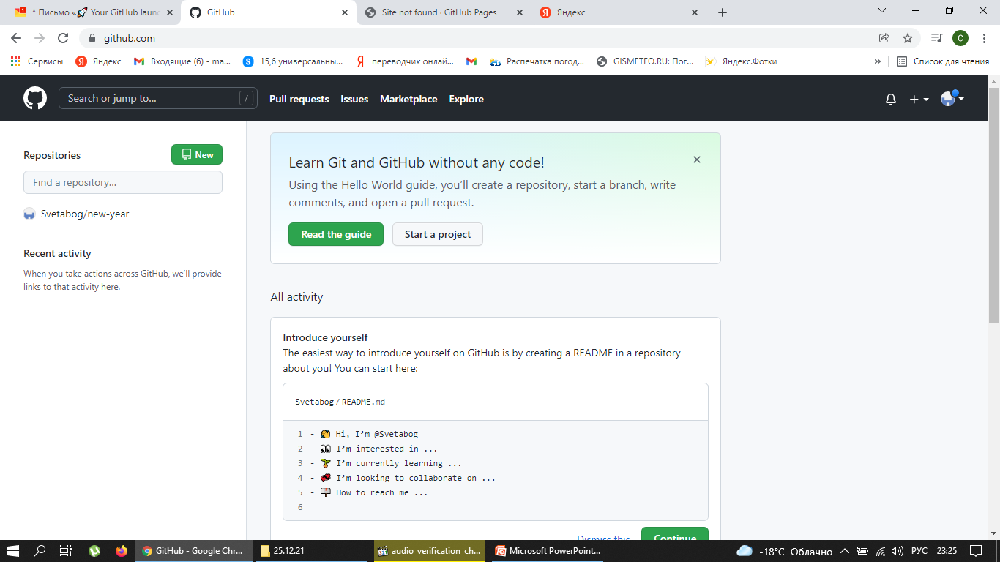 * Письмо «🚀 Your GitHub laun
GitHub
Site not found · GitHub Pages
Яндекс
github.com
C
Сервисы
Яндекс
Входящие (6) - ma...
15,6 универсальны...
переводчик онлай...
Распечатка погод...
GISMETEO.RU: Пог...
Яндекс.Фотки
»
Список для чтения
Search or jump to...
/
Pull requests
Issues
Marketplace
Explore
Repositories
New
Find a repository...
Svetabog/new-year
Recent activity
When you take actions across GitHub, we'll provide
links to that activity here.
Learn Git and GitHub without any code!
Using the Hello World guide, you'll create a repository, start a branch, write
comments, and open a pull request.
Read the guide
Start a project
All activity
Introduce yourself
The easiest way to introduce yourself on GitHub is by creating a README in a repository
about you! You can start here:
Svetabog / README.md
1 - 👋 Hi, I'm @Svetabog
2 - 👀 I'm interested in ...
3 - 🌱 I'm currently learning ...
4 - 💞️ I'm looking to collaborate on ...
5 - 📫 How to reach me ...
6
Dismiss this
Continue
GitHub - Google Chr...
25.12.21
audio_verification_ch...
Microsoft PowerPoint...
-18°C Облачно
РУС
23:25